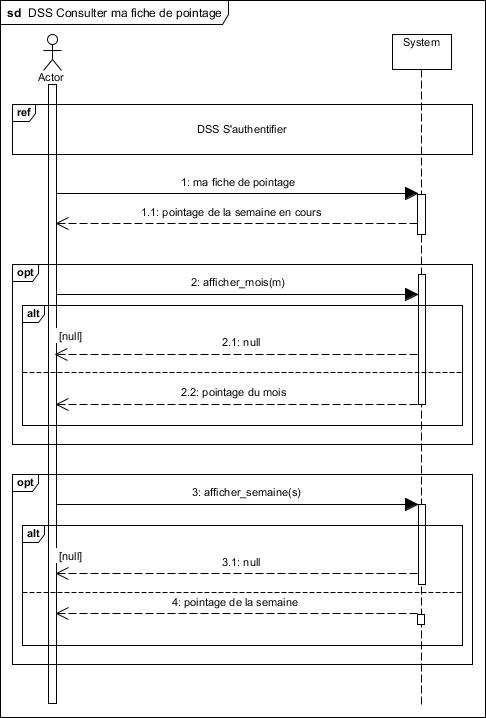 sd DSS Consulter ma fiche de pointage
System
Actor
ref
DSS S'authentifier
1: ma fiche de pointage
1.1: pointage de la semaine en cours
opt
2: afficher_mois(m)
alt
[null]
2.1: null
2.2: pointage du mois
opt
3: afficher_semaine(s)
alt
[null]
3.1: null
4: pointage de la semaine